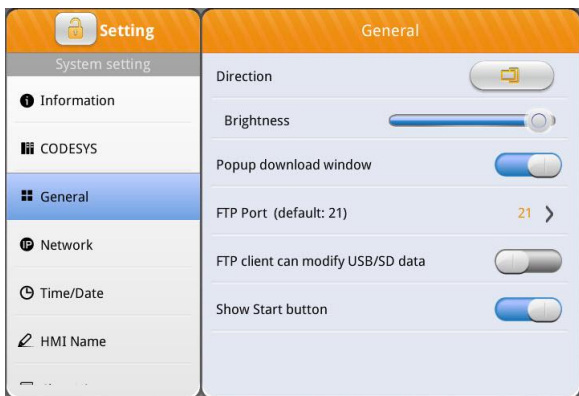 Setting
System setting
Information
CODESYS
General
IP Network
Time/Date
HMI Name
General
Direction
Brightness
Popup download window
FTP Port (default: 21) 21
FTP client can modify USB/SD data
Show Start button